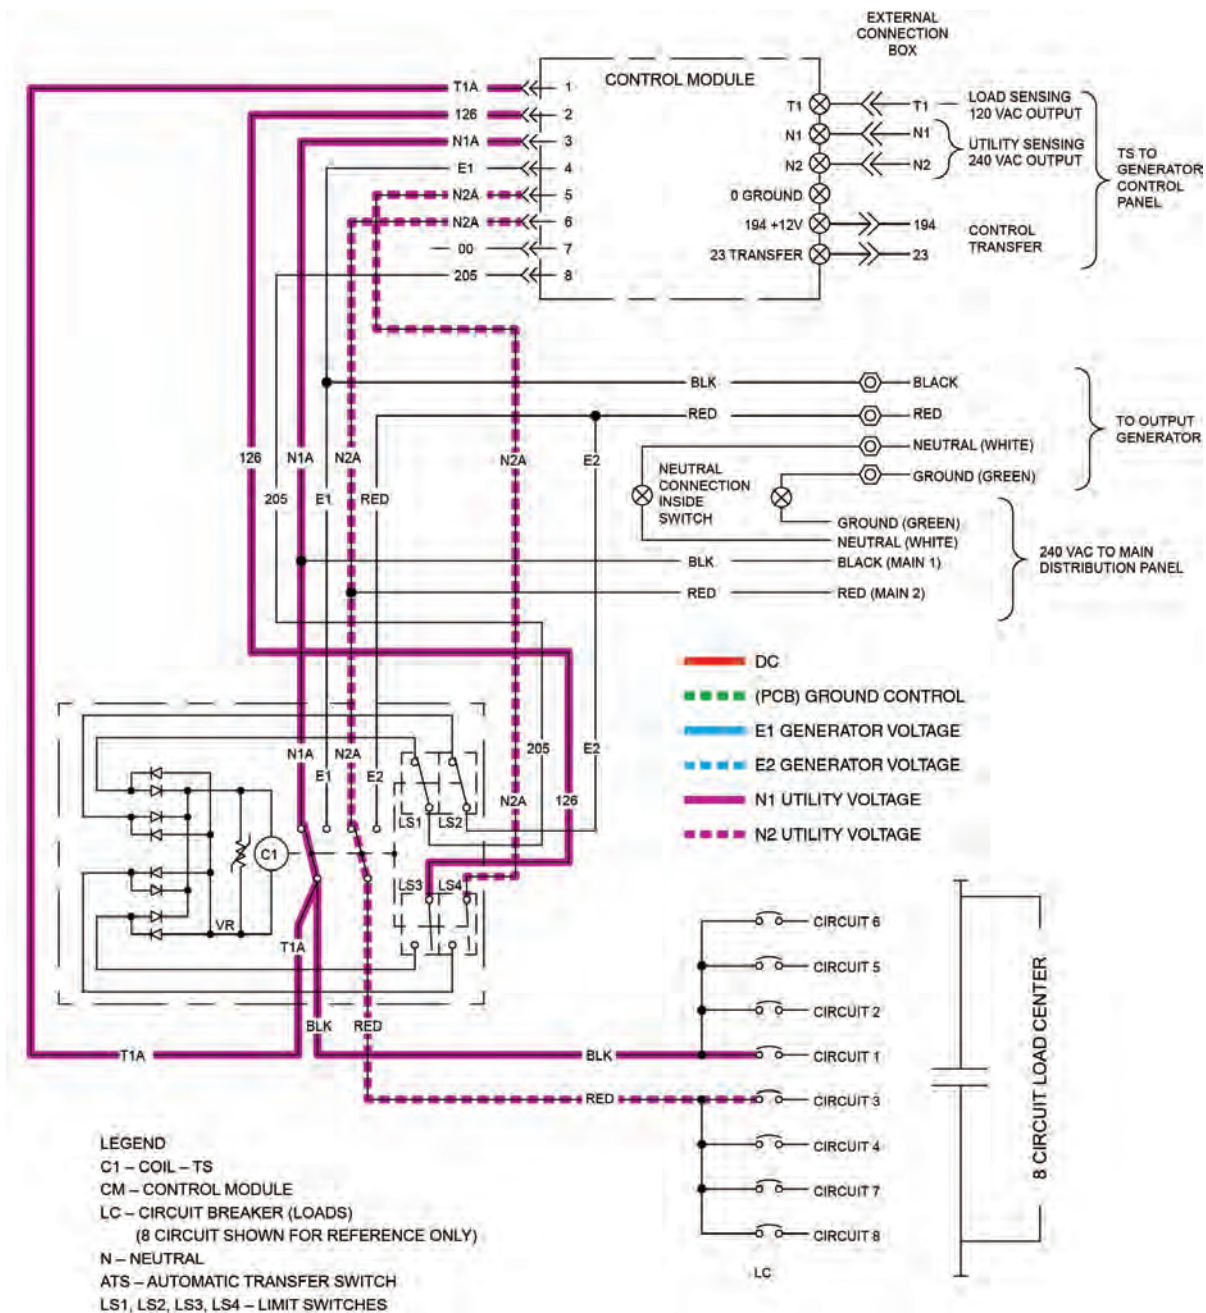 EXTERNAL
CONNECTION
BOX
CONTROL MODULE
T1A
1
126
2
N1A
3
E1
4
N2A
5
N2A
6
00
7
205
8
T1
T1
N1
N1
N2
N2
0 GROUND
194 +12V
194
23 TRANSFER
23
LOAD SENSING
120 VAC OUTPUT
UTILITY SENSING
240 VAC OUTPUT
CONTROL
TRANSFER
TS TO
GENERATOR
CONTROL
PANEL
BLK
BLACK
RED
RED
NEUTRAL (WHITE)
GROUND (GREEN)
TO OUTPUT
GENERATOR
NEUTRAL
CONNECTION
INSIDE
SWITCH
GROUND (GREEN)
NEUTRAL (WHITE)
BLK
BLACK (MAIN 1)
RED
RED (MAIN 2)
240 VAC TO MAIN
DISTRIBUTION PANEL
126
N1A
N2A
N2A
E2
205
E1
RED
DC
(PCB) GROUND CONTROL
E1 GENERATOR VOLTAGE
E2 GENERATOR VOLTAGE
N1 UTILITY VOLTAGE
N2 UTILITY VOLTAGE
N1A
E1
N2A
E2
205
E2
N2A
126
LS1
LS2
C1
LS3
LS4
VR
T1A
BLK
RED
T1A
BLK
RED
CIRCUIT 6
CIRCUIT 5
CIRCUIT 2
CIRCUIT 1
CIRCUIT 3
CIRCUIT 4
CIRCUIT 7
CIRCUIT 8
LC
8 CIRCUIT LOAD CENTER
LEGEND
C1 – COIL – TS
CM – CONTROL MODULE
LC – CIRCUIT BREAKER (LOADS)
(8 CIRCUIT SHOWN FOR REFERENCE ONLY)
N – NEUTRAL
ATS – AUTOMATIC TRANSFER SWITCH
LS1, LS2, LS3, LS4 – LIMIT SWITCHES